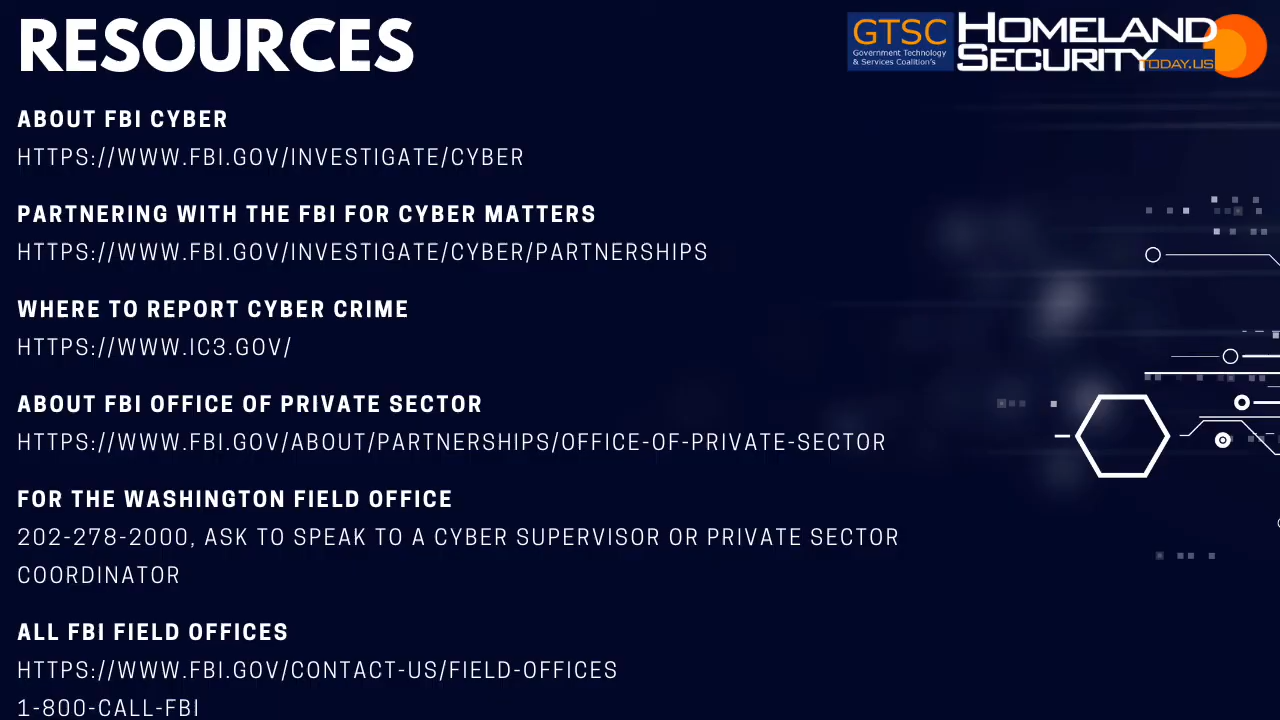 RESOURCES
GTSC
Government Technology
& Services Coalition's
HOMELAND
SECURITY
TODAY.US
ABOUT FBI CYBER
HTTPS://WWW.FBI.GOV/INVESTIGATE/CYBER
PARTNERING WITH THE FBI FOR CYBER MATTERS
HTTPS://WWW.FBI.GOV/INVESTIGATE/CYBER/PARTNERSHIPS
WHERE TO REPORT CYBER CRIME
HTTPS://WWW.IC3.GOV/
ABOUT FBI OFFICE OF PRIVATE SECTOR
HTTPS://WWW.FBI.GOV/ABOUT/PARTNERSHIPS/OFFICE-OF-PRIVATE-SECTOR
FOR THE WASHINGTON FIELD OFFICE
202-278-2000, ASK TO SPEAK TO A CYBER SUPERVISOR OR PRIVATE SECTOR
COORDINATOR
ALL FBI FIELD OFFICES
HTTPS://WWW.FBI.GOV/CONTACT-US/FIELD-OFFICES
1-800-CALL-FBI